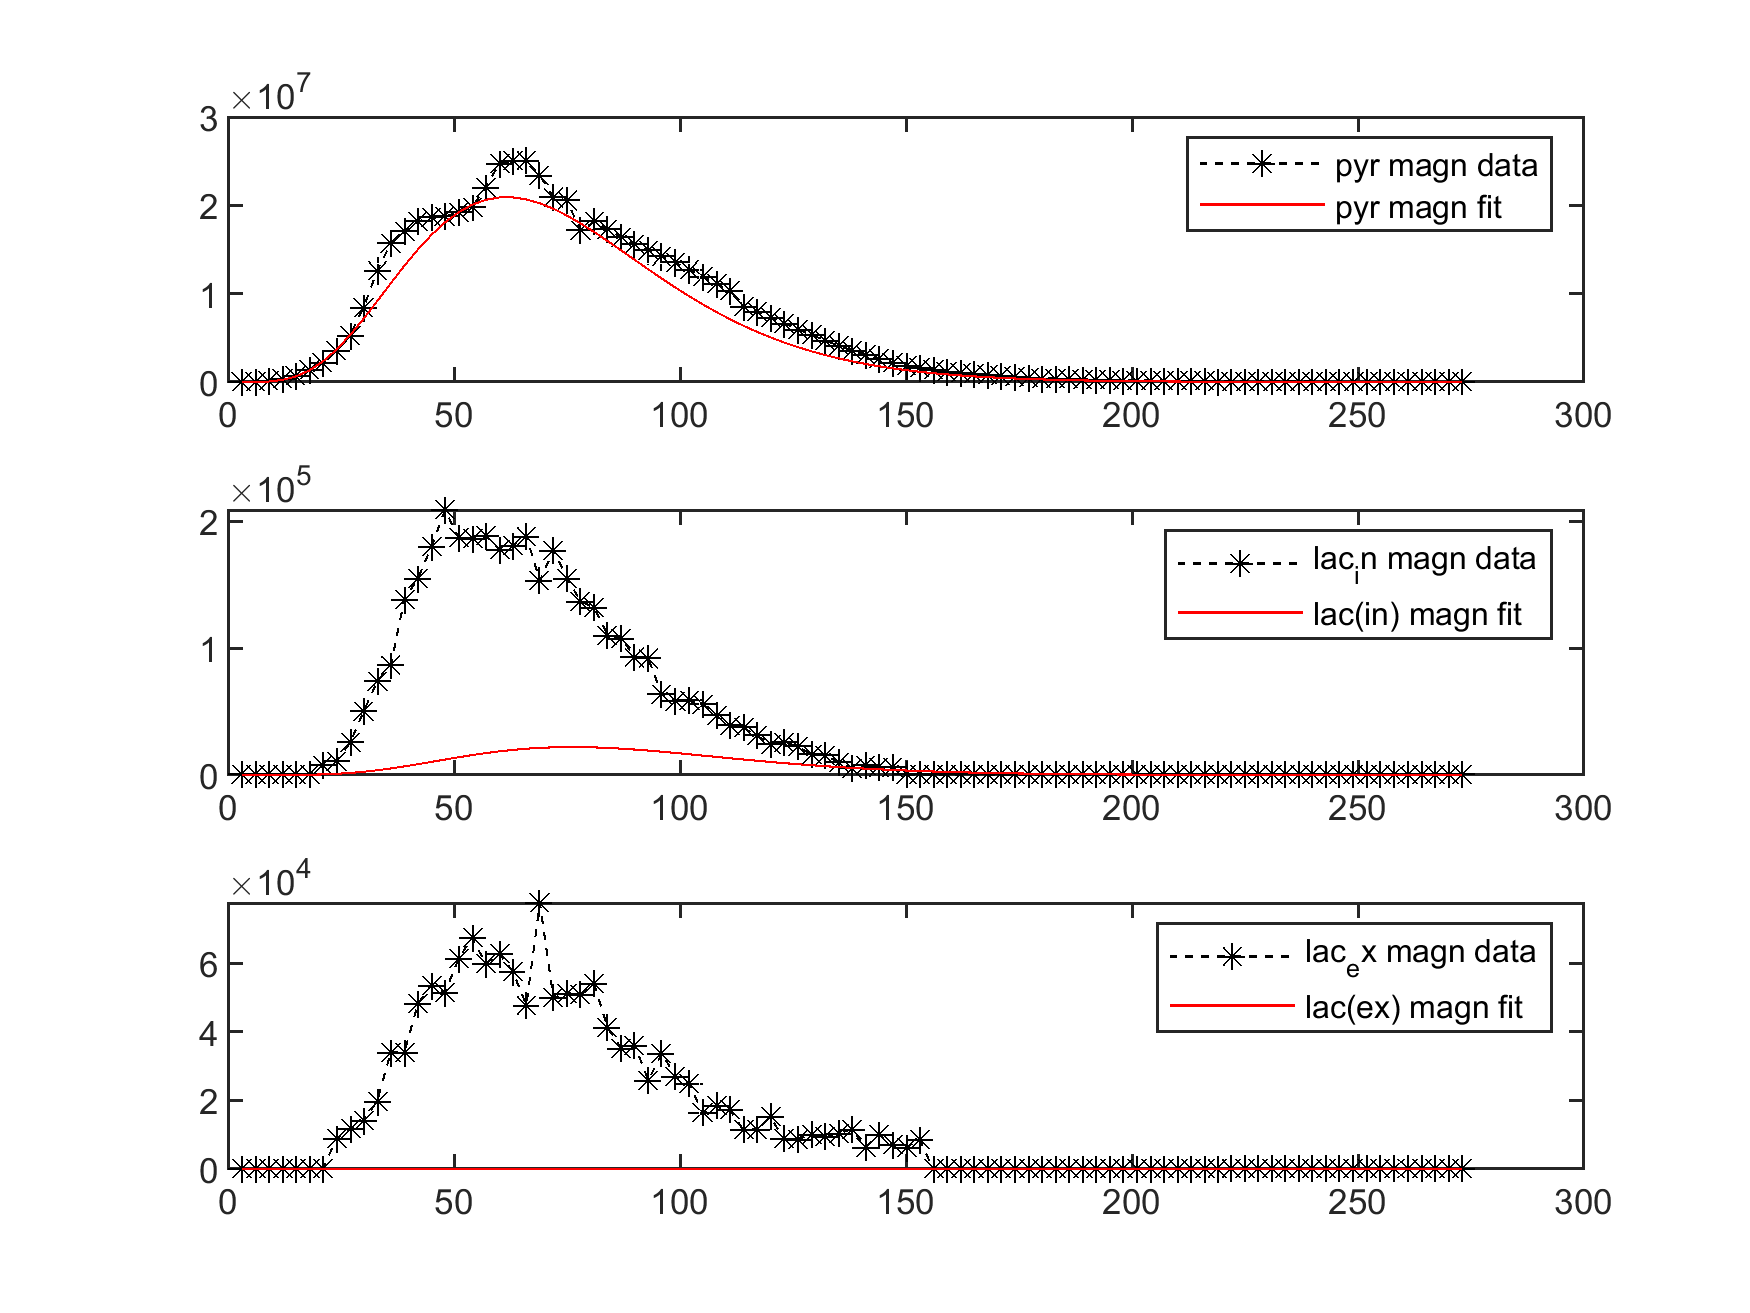 ×10^7
3
2
1
0
0 50 100 150 200 250 300
pyr magn data
pyr magn fit
×10^5
2
1
0
0 50 100 150 200 250 300
lac_in magn data
lac(in) magn fit
×10^4
6
4
2
0
0 50 100 150 200 250 300
lac_ex magn data
lac(ex) magn fit